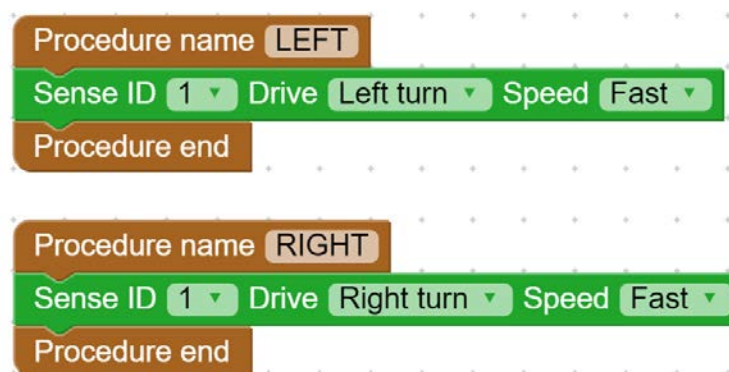 Procedure name LEFT
Sense ID 1 Drive Left turn Speed Fast
Procedure end
Procedure name RIGHT
Sense ID 1 Drive Right turn Speed Fast
Procedure end